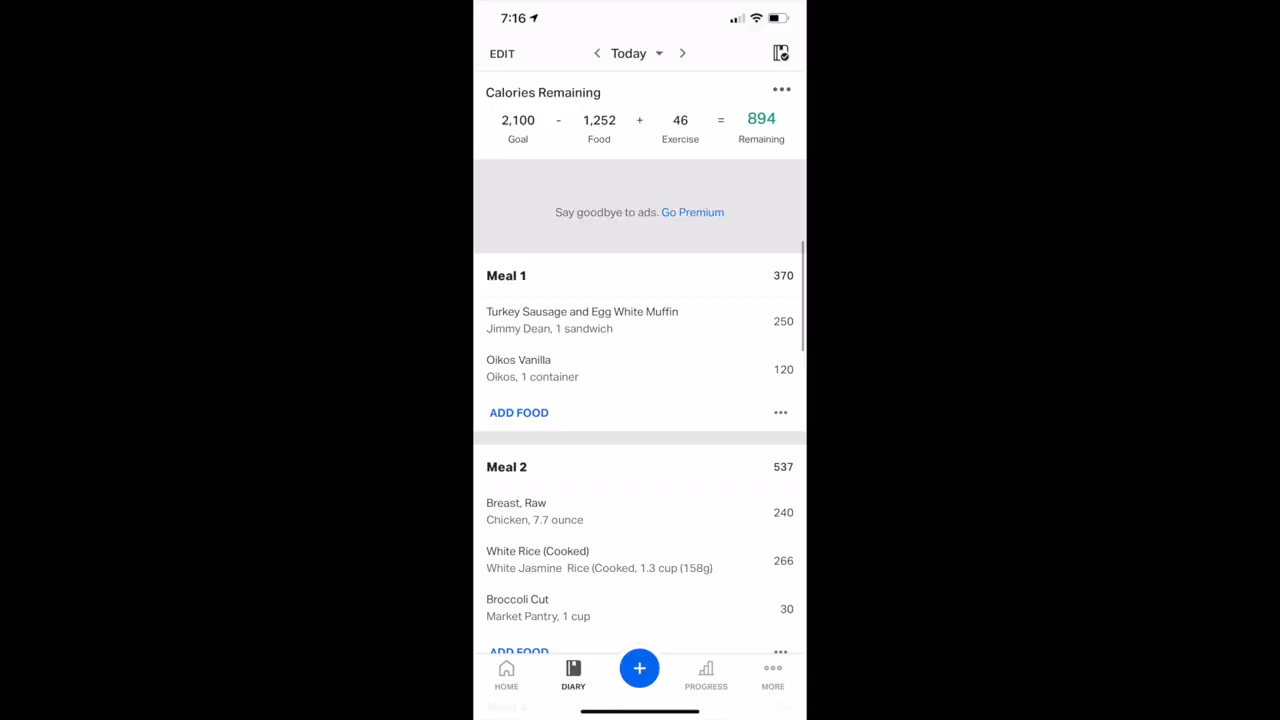 7:16
EDIT
Today
Calories Remaining
2,100 - 1,252 + 46 = 894
Goal Food Exercise Remaining
Say goodbye to ads. Go Premium
Meal 1 370
Turkey Sausage and Egg White Muffin
Jimmy Dean, 1 sandwich
250
Oikos Vanilla
Oikos, 1 container
120
ADD FOOD
Meal 2 537
Breast, Raw
Chicken, 7.7 ounce
240
White Rice (Cooked)
White Jasmine Rice (Cooked, 1.3 cup (158g)
266
Broccoli Cut
Market Pantry, 1 cup
30
ADD FOOD
HOME DIARY + PROGRESS MORE